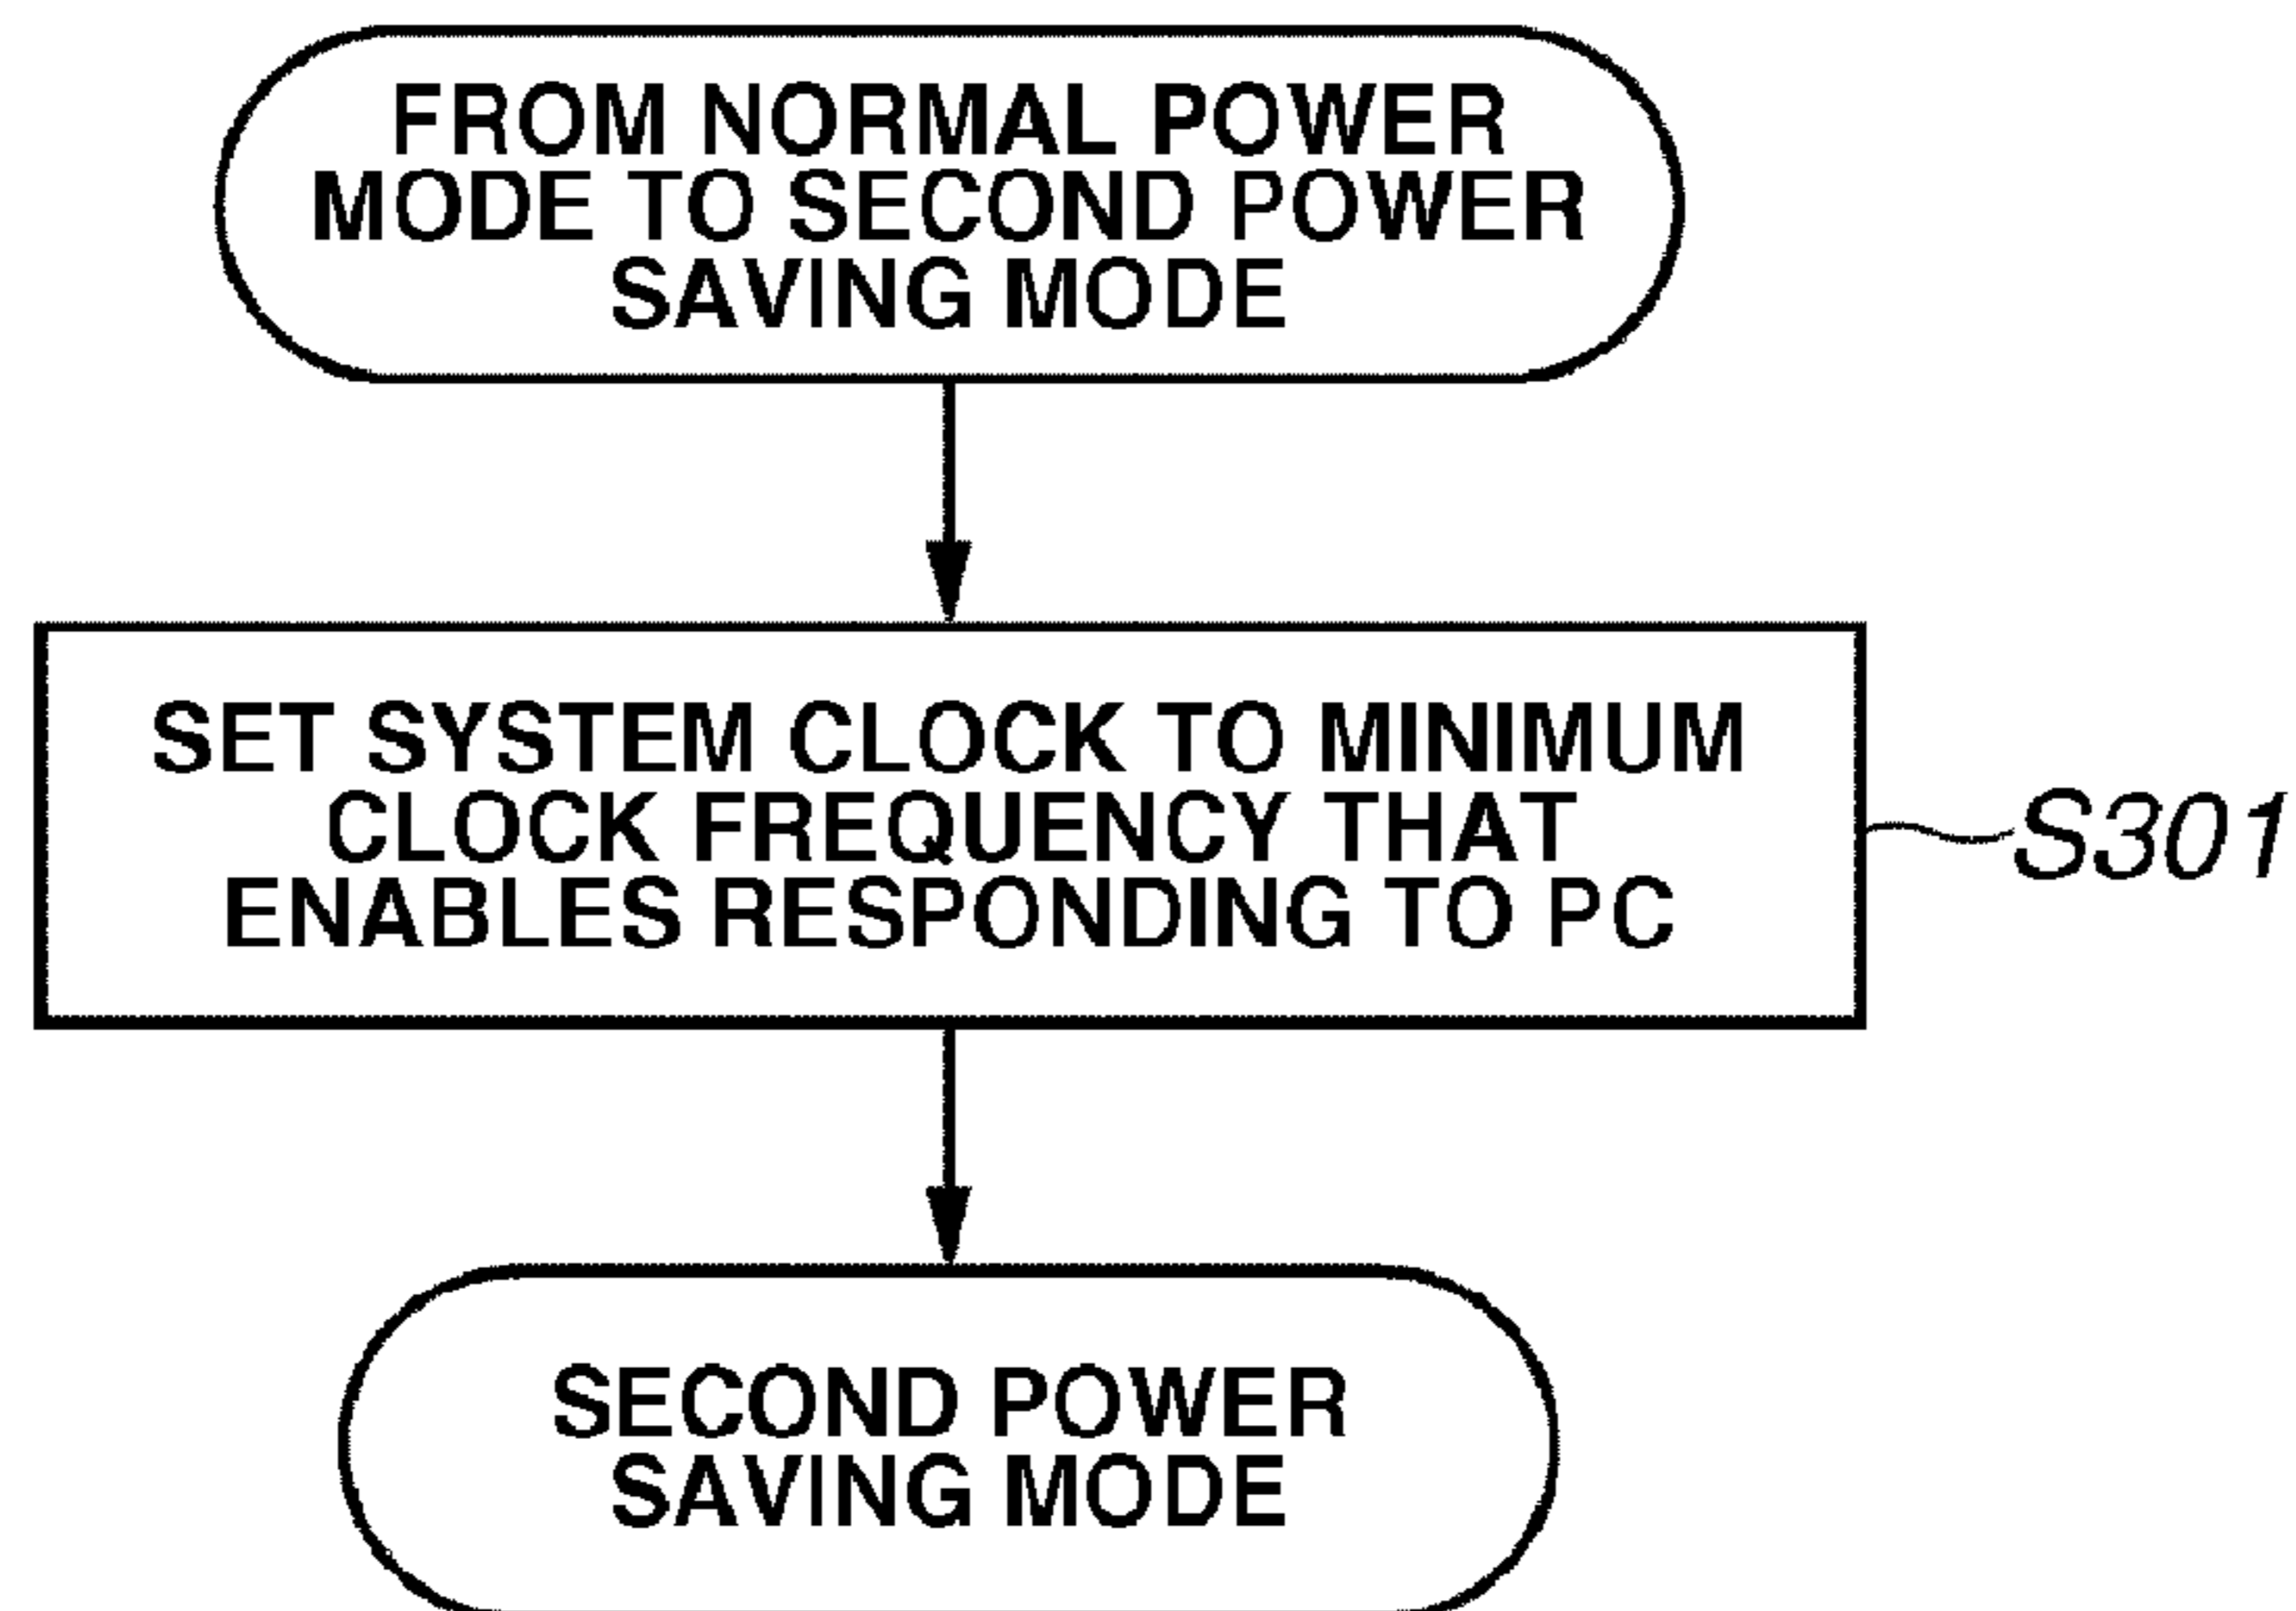 FROM NORMAL POWER
MODE TO SECOND POWER
SAVING MODE
SET SYSTEM CLOCK TO MINIMUM
CLOCK FREQUENCY THAT
ENABLES RESPONDING TO PC
S301
SECOND POWER
SAVING MODE